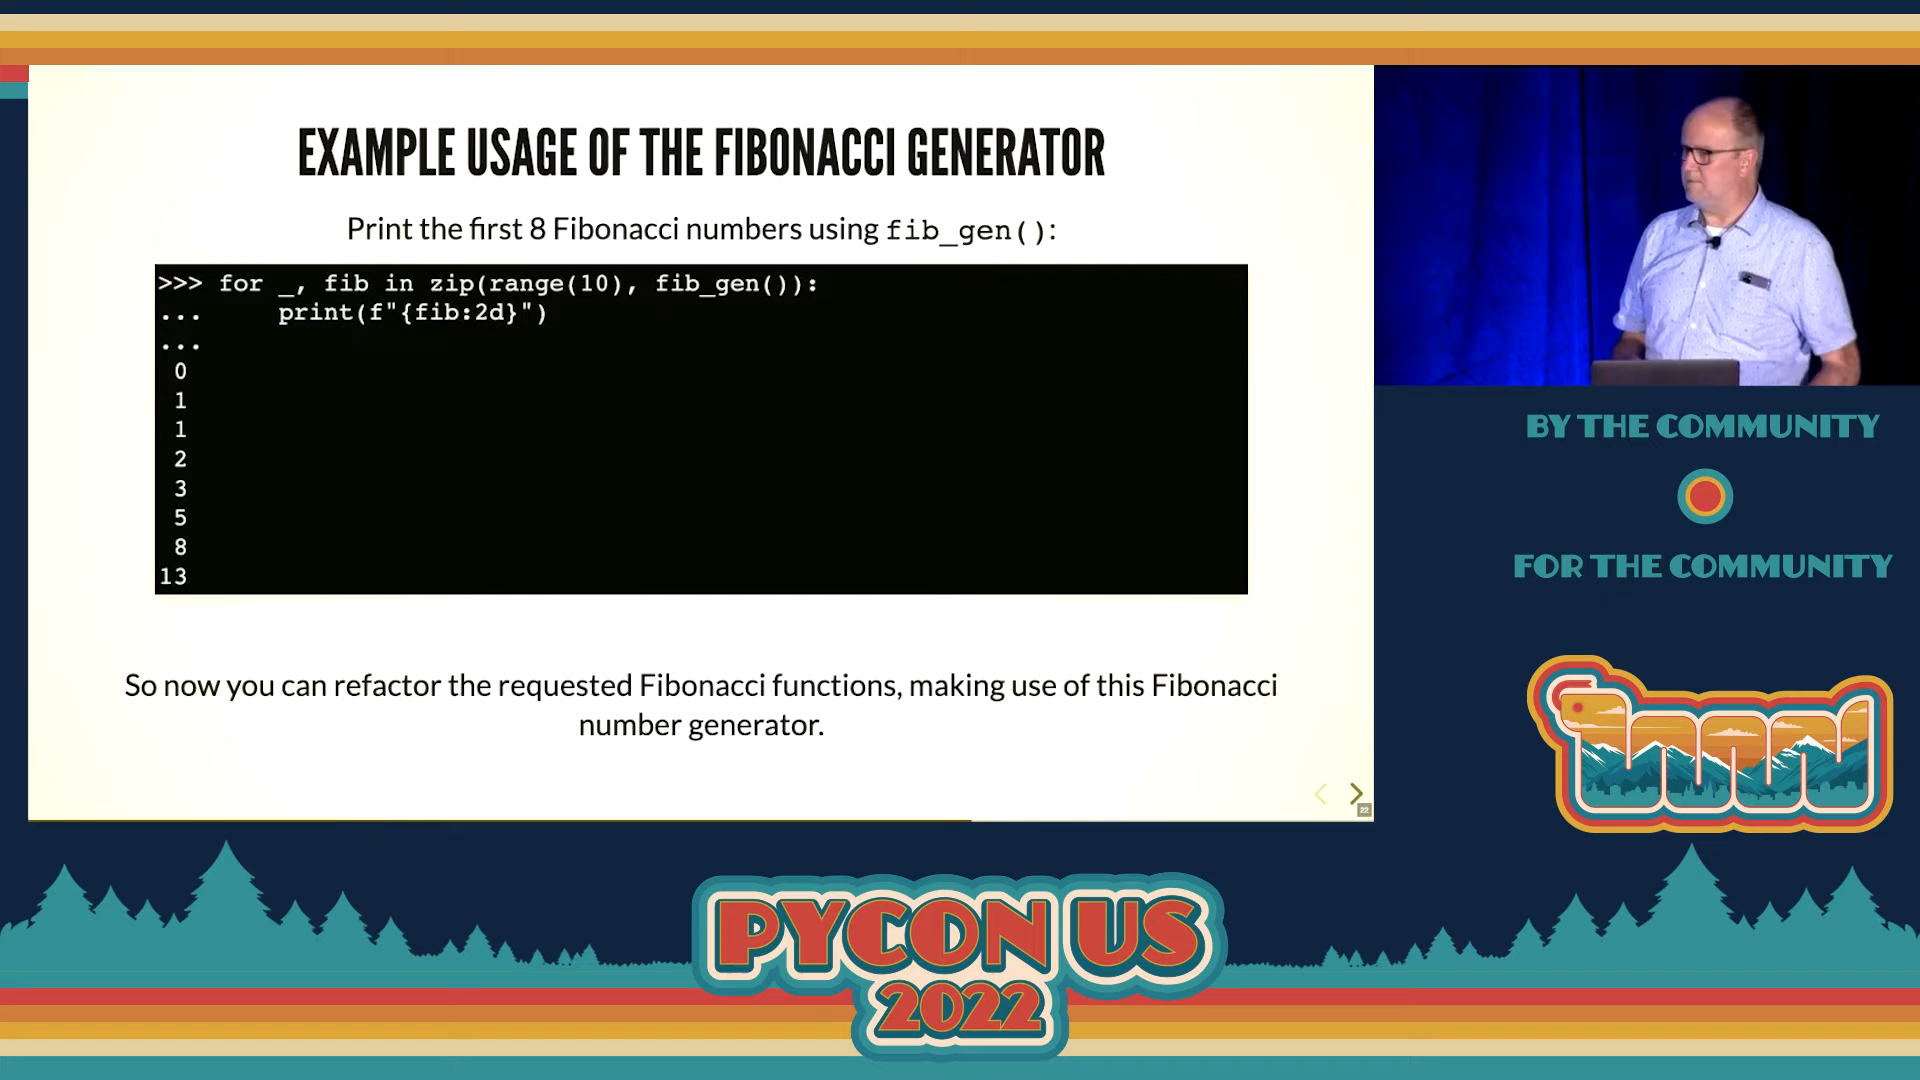 EXAMPLE USAGE OF THE FIBONACCI GENERATOR
Print the first 8 Fibonacci numbers using fib_gen():
>>> for _, fib in zip(range(10), fib_gen()):
...     print(f"{fib:2d}")
...
0
1
1
2
3
5
8
13
So now you can refactor the requested Fibonacci functions, making use of this Fibonacci
number generator.
22
BY THE COMMUNITY
FOR THE COMMUNITY
PYCON US
2022